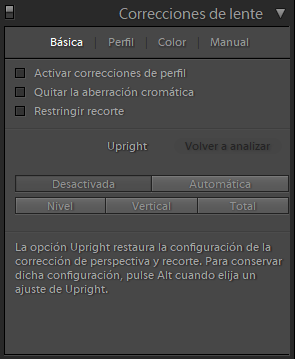 Correcciones de lente
Básica | Perfil | Color | Manual
Activar correcciones de perfil
Quitar la aberración cromática
Restringir recorte
Upright Volver a analizar
Desactivada Automática
Nivel Vertical Total
La opción Upright restaura la configuración de la
corrección de perspectiva y recorte. Para conservar
dicha configuración, pulse Alt cuando elija un
ajuste de Upright.